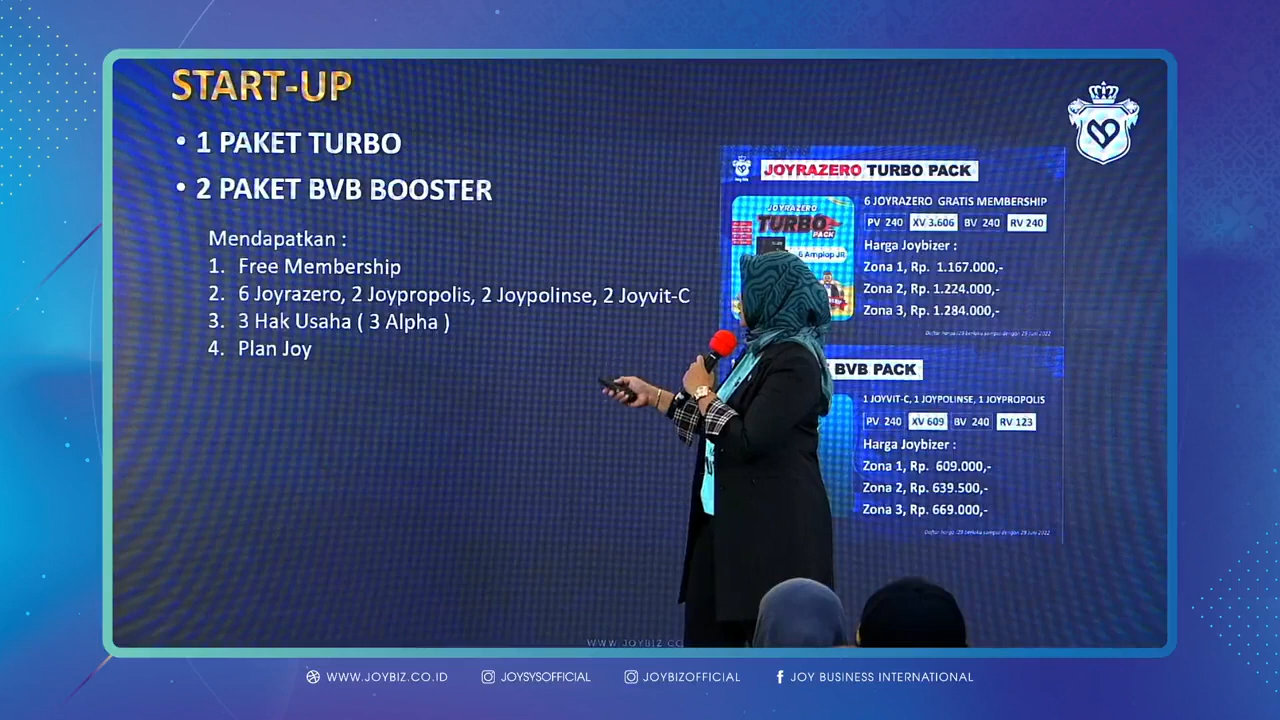 START-UP
• 1 PAKET TURBO
• 2 PAKET BVB BOOSTER
Mendapatkan :
1. Free Membership
2. 6 Joyrazero, 2 Joypropolis, 2 Joypolinse, 2 Joyvit-C
3. 3 Hak Usaha ( 3 Alpha )
4. Plan Joy
JOYRAZERO TURBO PACK
JOYRAZERO
TURBO
PACK
6 Amplop JR
6 JOYRAZERO GRATIS MEMBERSHIP
PV 240 XV 3.606 BV 240 RV 240
Harga Joybizer :
Zona 1, Rp. 1.167.000,-
Zona 2, Rp. 1.224.000,-
Zona 3, Rp. 1.284.000,-
BVB PACK
1 JOYVIT-C, 1 JOYPOLINSE, 1 JOYPROPOLIS
PV 240 XV 609 BV 240 RV 123
Harga Joybizer :
Zona 1, Rp. 609.000,-
Zona 2, Rp. 639.500,-
Zona 3, Rp. 669.000,-
WWW.JOYBIZ.CO
WWW.JOYBIZ.CO.ID JOYSYSOFFICIAL JOYBIZOFFICIAL JOY BUSINESS INTERNATIONAL